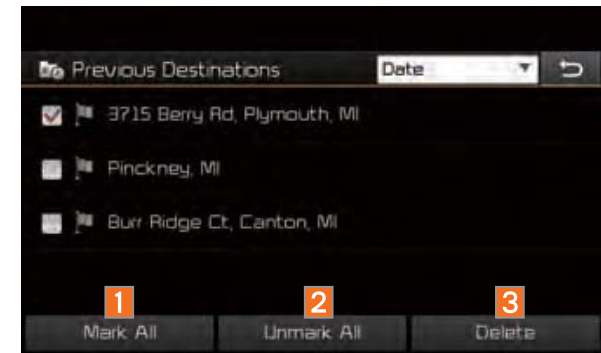 Previous Destinations Date
3715 Berry Rd, Plymouth, MI
Pinckney, MI
Burr Ridge Ct, Canton, MI
1 2 3
Mark All Unmark All Delete